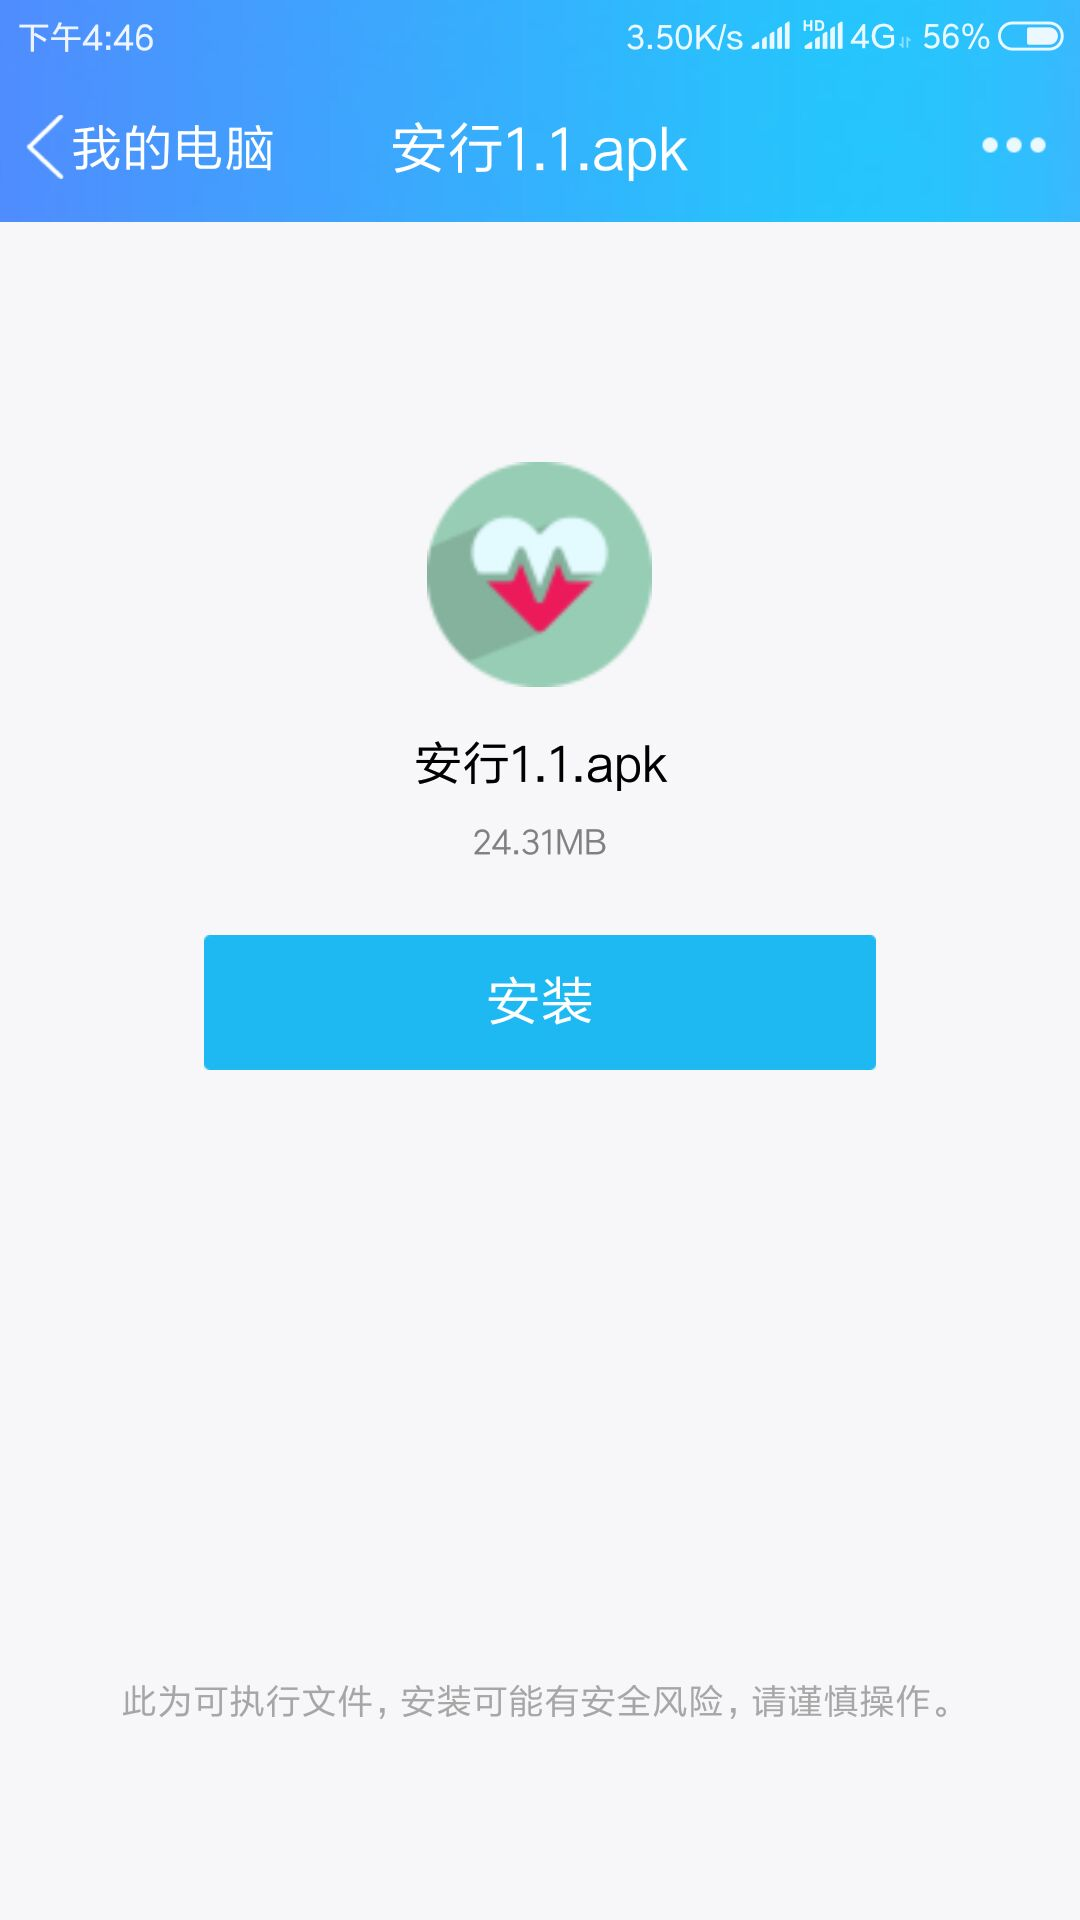 下午4:46 3.50K/s HD 4G 56%
我的电脑 安行1.1.apk
安行1.1.apk
24.31MB
安装
此为可执行文件，安装可能有安全风险，请谨慎操作。